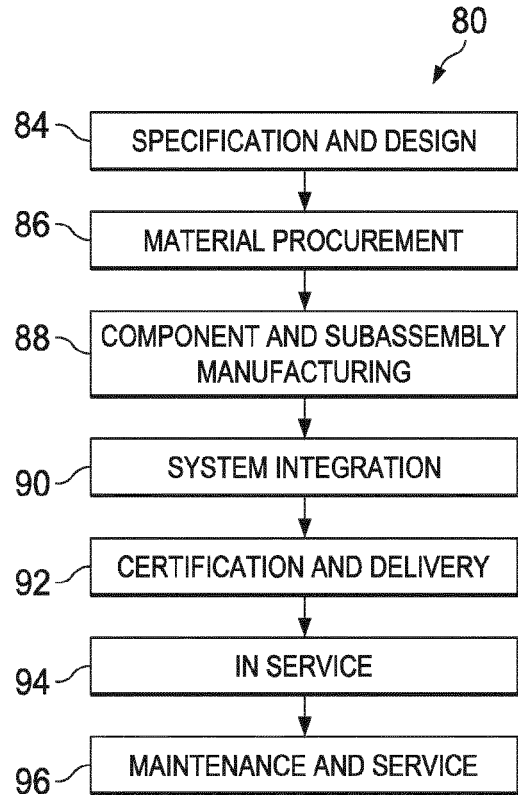 80
84
SPECIFICATION AND DESIGN
86
MATERIAL PROCUREMENT
88
COMPONENT AND SUBASSEMBLY
MANUFACTURING
90
SYSTEM INTEGRATION
92
CERTIFICATION AND DELIVERY
94
IN SERVICE
96
MAINTENANCE AND SERVICE